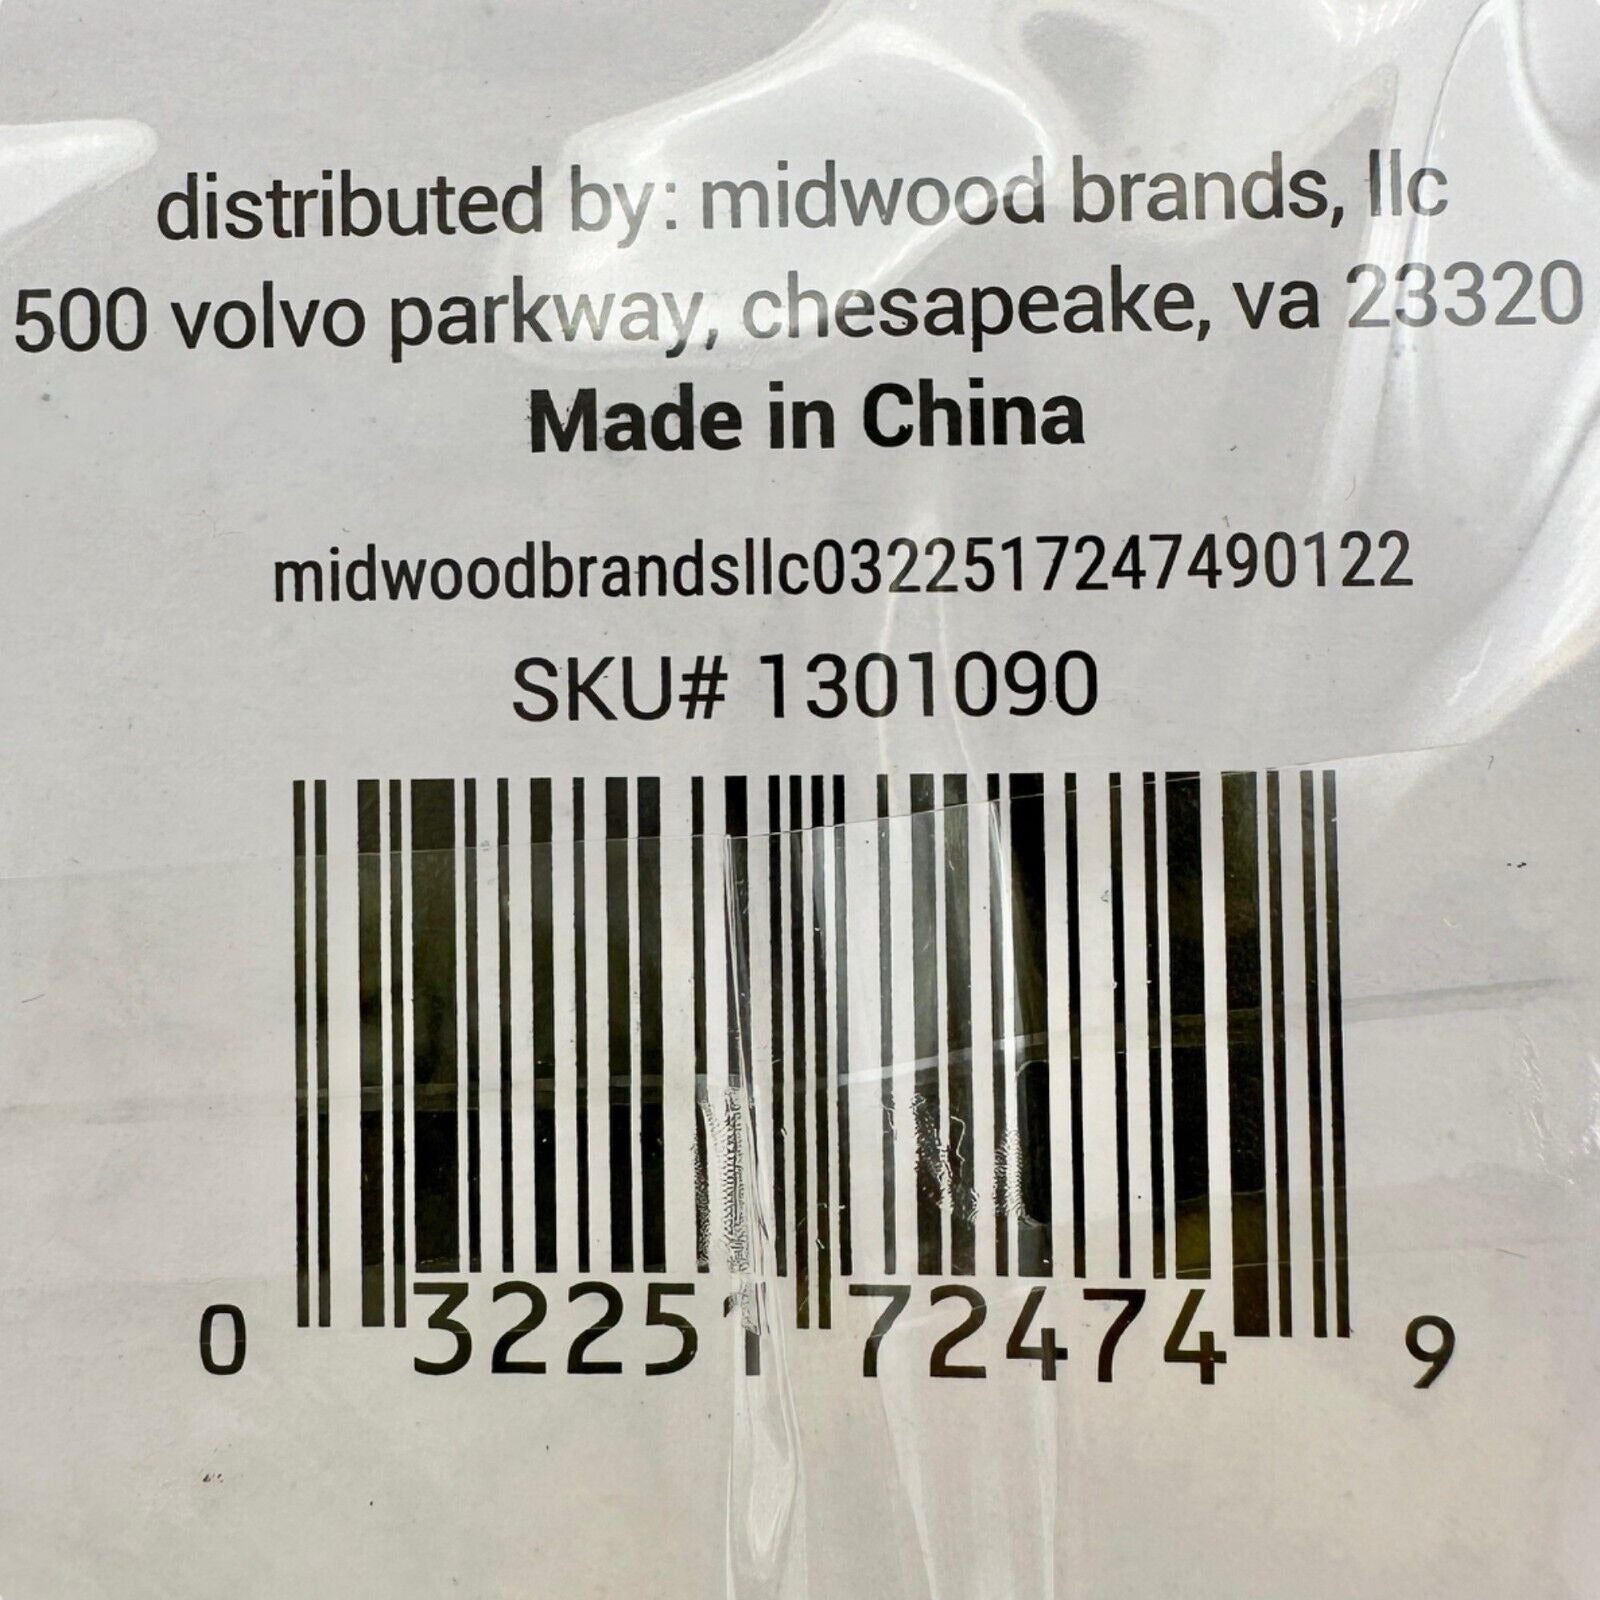 distributed by: midwood brands, llc
500 volvo parkway, chesapeake, va 23320
Made in China
midwoodbrandsllc0322517247490122
SKU# 1301090
0 32251 72474 9